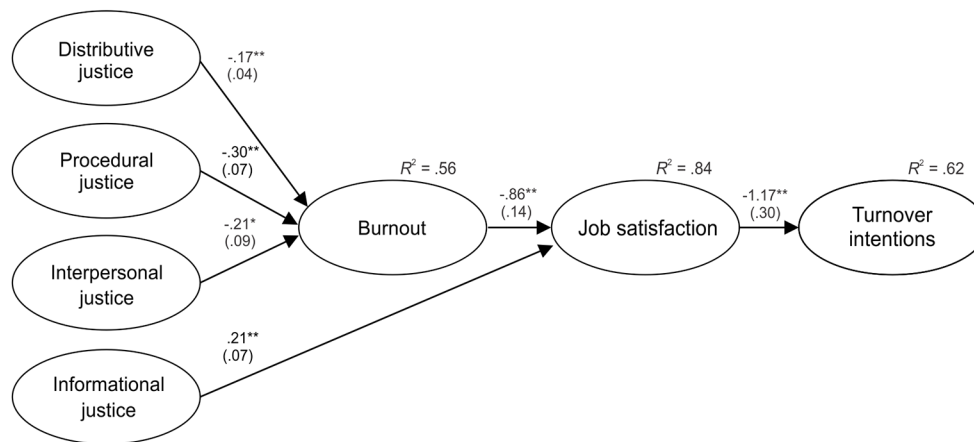 Distributive
justice
-.17**
(.04)
Procedural
justice
-.30**
(.07)
Interpersonal
justice
-.21*
(.09)
Informational
justice
.21**
(.07)
R² = .56
Burnout
-.86**
(.14)
R² = .84
Job satisfaction
-1.17**
(.30)
R² = .62
Turnover
intentions